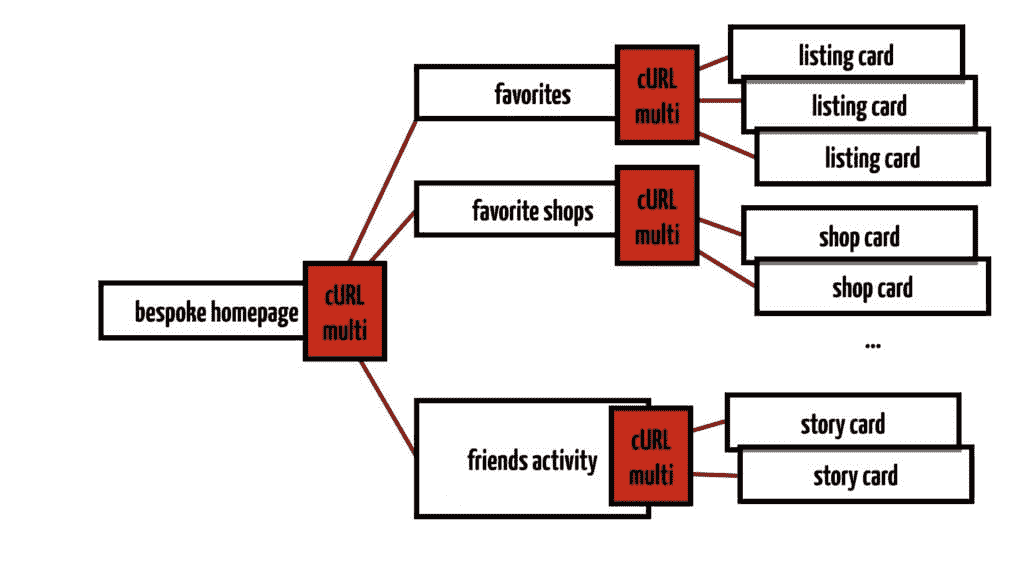 bespoke homepage
cURL
multi
favorites
cURL
multi
listing card
listing card
listing card
favorite shops
cURL
multi
shop card
shop card
...
friends activity
cURL
multi
story card
story card